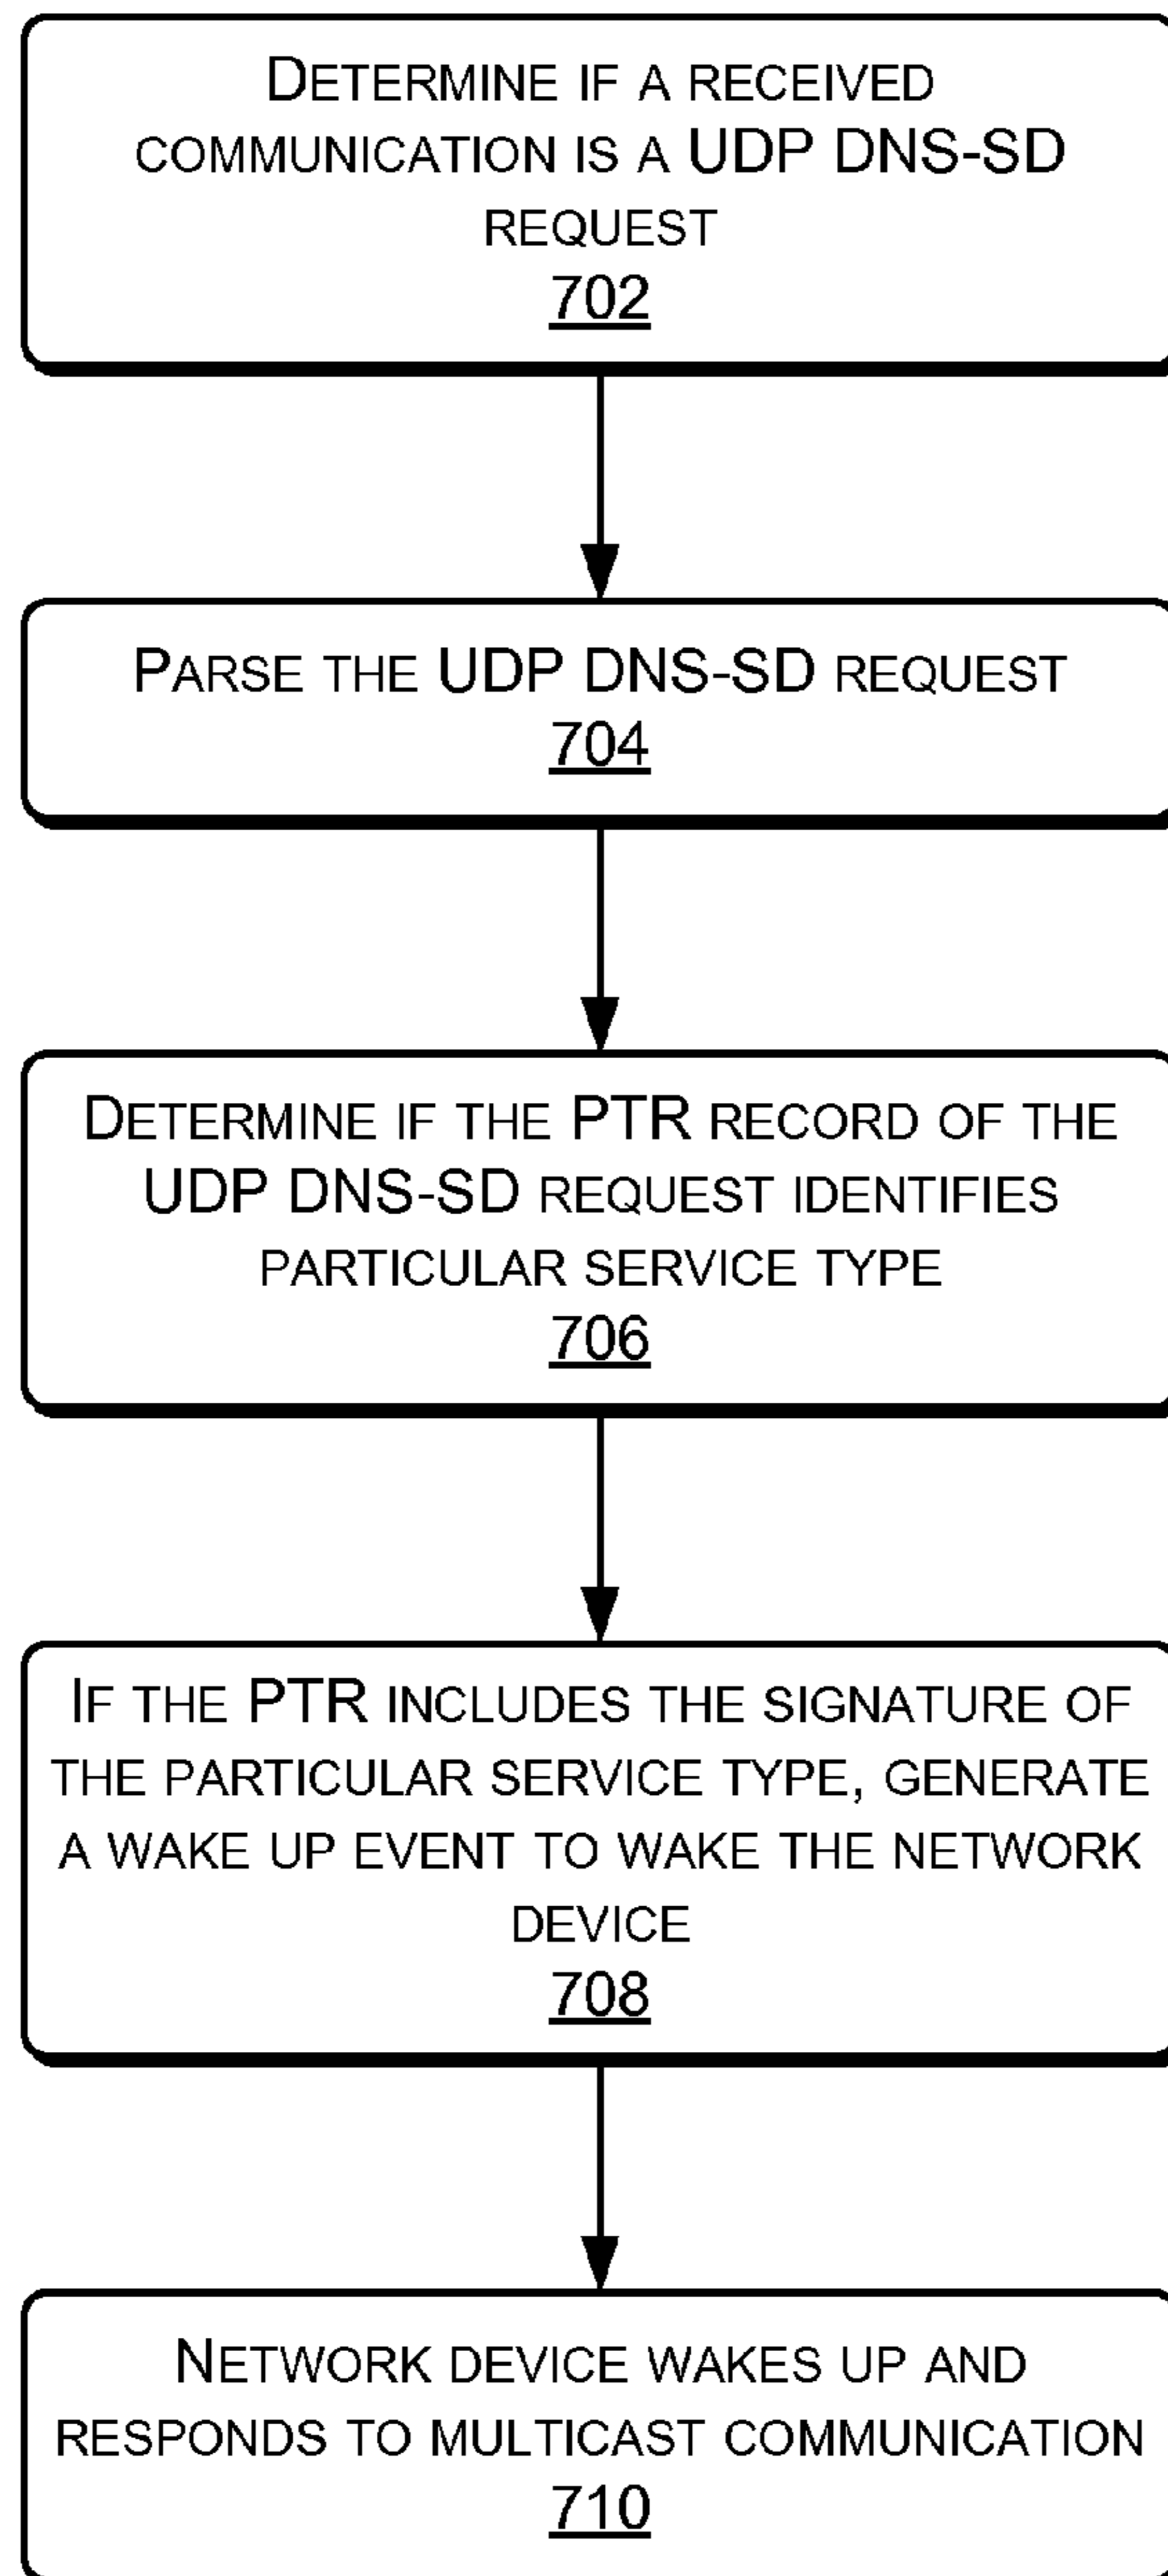 DETERMINE IF A RECEIVED
COMMUNICATION IS A UDP DNS-SD
REQUEST
702
PARSE THE UDP DNS-SD REQUEST
704
DETERMINE IF THE PTR RECORD OF THE
UDP DNS-SD REQUEST IDENTIFIES
PARTICULAR SERVICE TYPE
706
IF THE PTR INCLUDES THE SIGNATURE OF
THE PARTICULAR SERVICE TYPE, GENERATE
A WAKE UP EVENT TO WAKE THE NETWORK
DEVICE
708
NETWORK DEVICE WAKES UP AND
RESPONDS TO MULTICAST COMMUNICATION
710